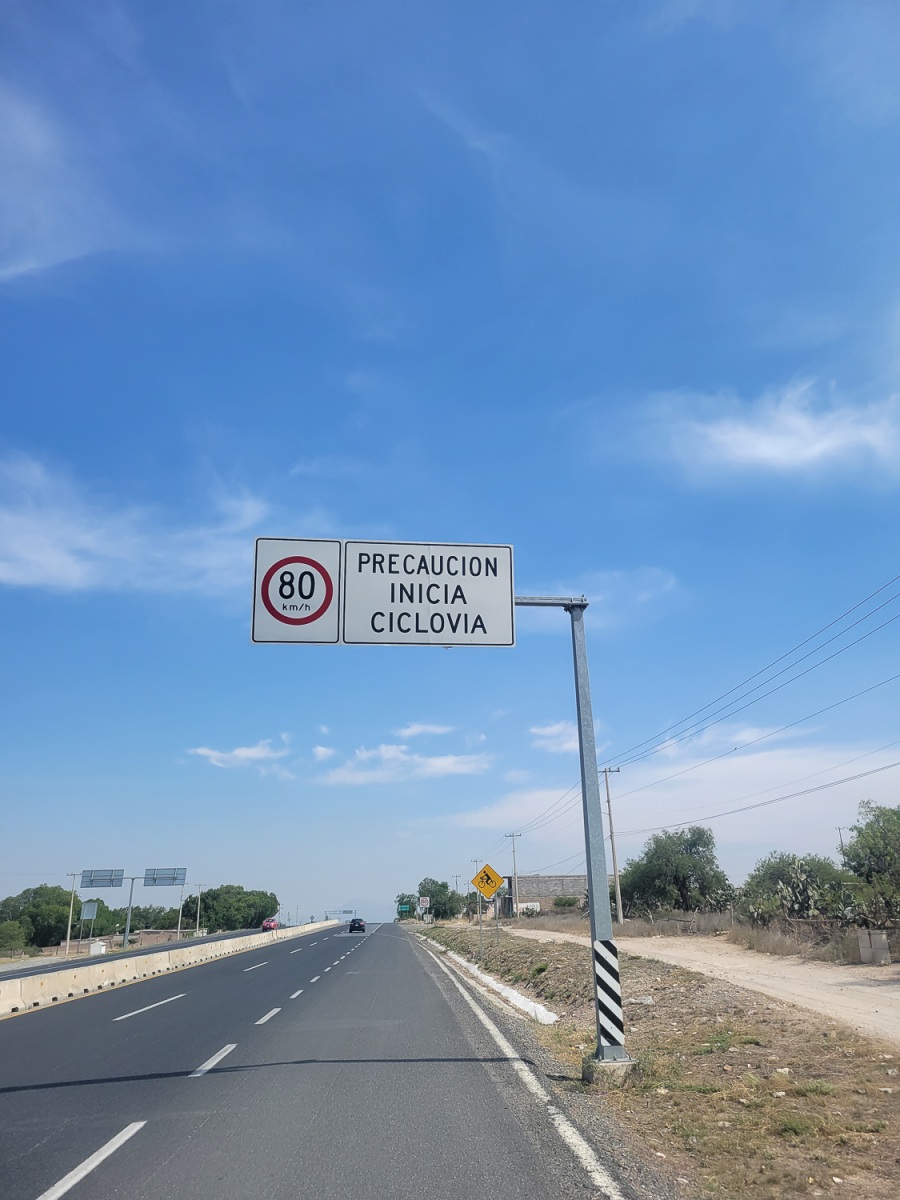 80
km/h
PRECAUCION
INICIA
CICLOVIA